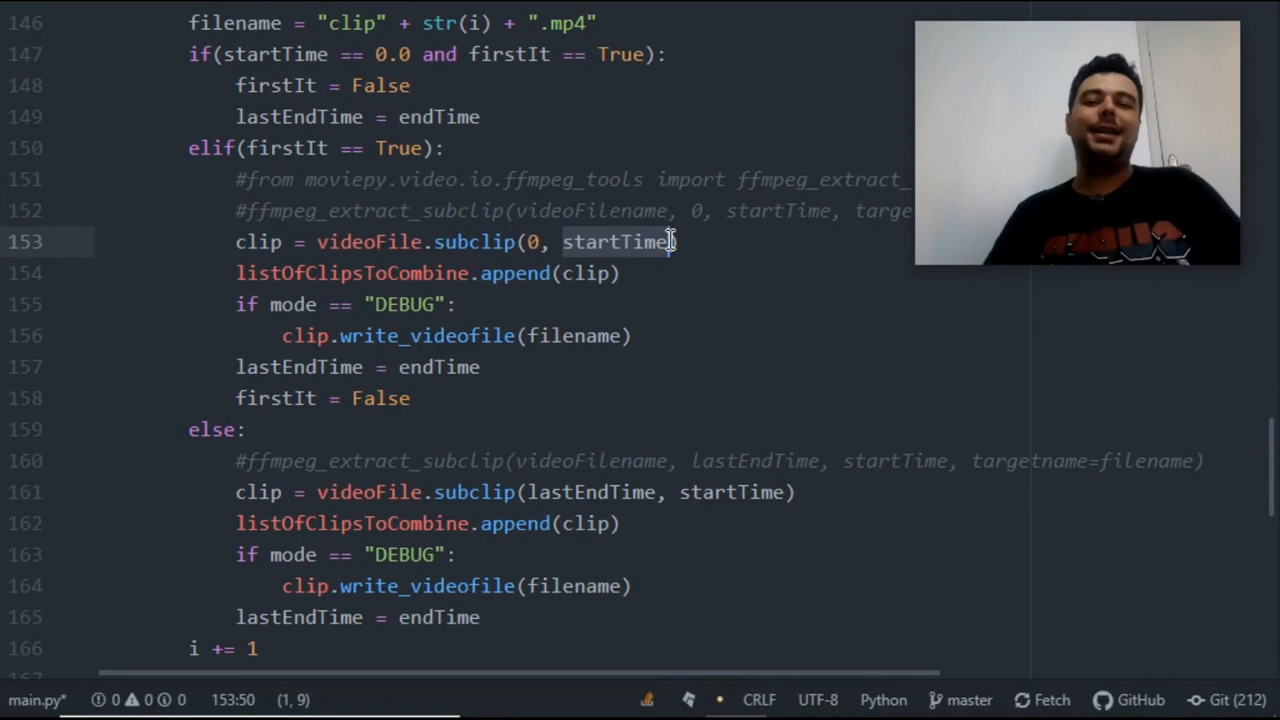 146 filename = "clip" + str(i) + ".mp4"
147 if(startTime == 0.0 and firstIt == True):
148 firstIt = False
149 lastEndTime = endTime
150 elif(firstIt == True):
151 #from moviepy.video.io.ffmpeg_tools import ffmpeg_extract_
152 #ffmpeg_extract_subclip(videoFilename, 0, startTime, targe
153 clip = videoFile.subclip(0, startTime)
154 listOfClipsToCombine.append(clip)
155 if mode == "DEBUG":
156 clip.write_videofile(filename)
157 lastEndTime = endTime
158 firstIt = False
159 else:
160 #ffmpeg_extract_subclip(videoFilename, lastEndTime, startTime, targetname=filename)
161 clip = videoFile.subclip(lastEndTime, startTime)
162 listOfClipsToCombine.append(clip)
163 if mode == "DEBUG":
164 clip.write_videofile(filename)
165 lastEndTime = endTime
166 i += 1
main.py* 0 0 0 153:50 (1, 9) CRLF UTF-8 Python master Fetch GitHub Git (212)